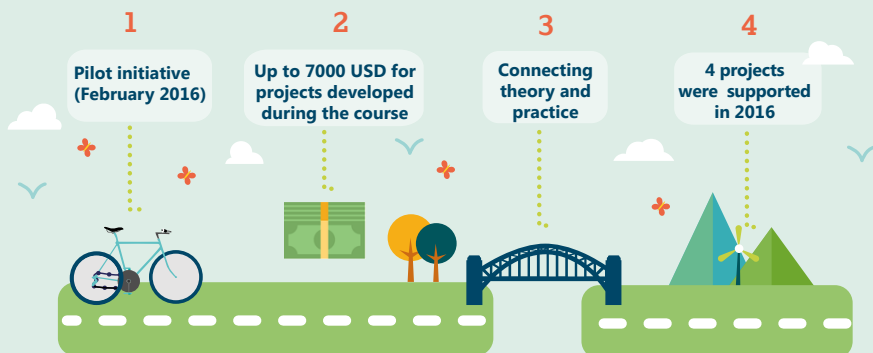 1
Pilot initiative
(February 2016)
2
Up to 7000 USD for
projects developed
during the course
3
Connecting
theory and
practice
4
4 projects
were supported
in 2016